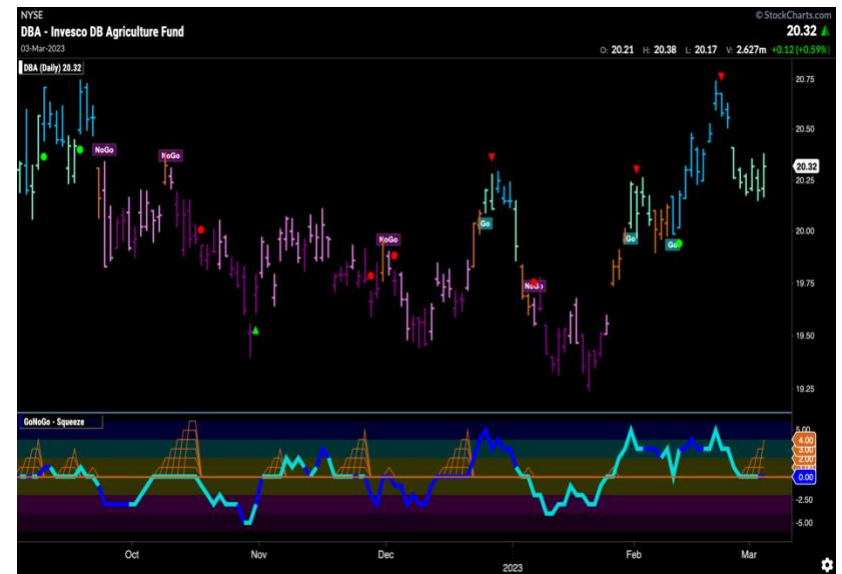 NYSE
© StockCharts.com
DBA - Invesco DB Agriculture Fund
20.32
03-Mar-2023
O: 20.21 H: 20.38 L: 20.17 V: 2.627m +0.12 (+0.59%)
DBA (Daily) 20.32
20.75
20.50
NoGo
NoGo
20.32
20.25
Go
Go
Go
20.00
NoGo
19.75
NoGo
19.50
19.25
GoNoGo - Squeeze
5.00
4.00
3.00
2.00
0.00
-2.50
-5.00
Oct
Nov
Dec
Feb
Mar
2023